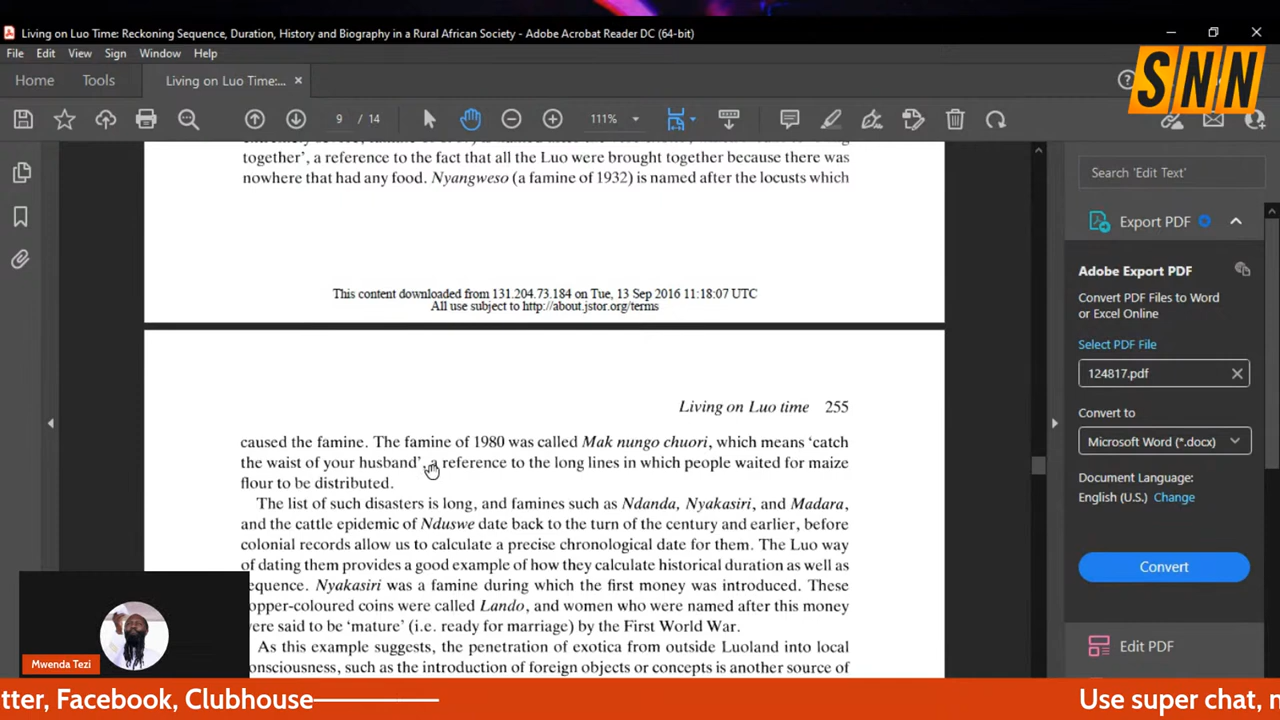 Living on Luo Time: Reckoning Sequence, Duration, History and Biography in a Rural African Society - Adobe Acrobat Reader DC (64-bit)
File Edit View Sign Window Help
Home Tools Living on Luo Time:... ×
SNN
9 / 14 111%
together', a reference to the fact that all the Luo were brought together because there was
nowhere that had any food. Nyangweso (a famine of 1932) is named after the locusts which
This content downloaded from 131.204.73.184 on Tue, 13 Sep 2016 11:18:07 UTC
All use subject to http://about.jstor.org/terms
Living on Luo time 255
caused the famine. The famine of 1980 was called Mak nungo chuori, which means 'catch
the waist of your husband', a reference to the long lines in which people waited for maize
flour to be distributed.
The list of such disasters is long, and famines such as Ndanda, Nyakasiri, and Madara,
and the cattle epidemic of Nduswe date back to the turn of the century and earlier, before
colonial records allow us to calculate a precise chronological date for them. The Luo way
of dating them provides a good example of how they calculate historical duration as well as
equence. Nyakasiri was a famine during which the first money was introduced. These
opper-coloured coins were called Lando, and women who were named after this money
ere said to be 'mature' (i.e. ready for marriage) by the First World War.
As this example suggests, the penetration of exotica from outside Luoland into local
onsciousness, such as the introduction of foreign objects or concepts is another source of
Search 'Edit Text'
Export PDF
Adobe Export PDF
Convert PDF Files to Word
or Excel Online
Select PDF File
124817.pdf
Convert to
Microsoft Word (*.docx)
Document Language:
English (U.S.) Change
Convert
Edit PDF
Mwenda Tezi
tter, Facebook, Clubhouse
Use super chat,